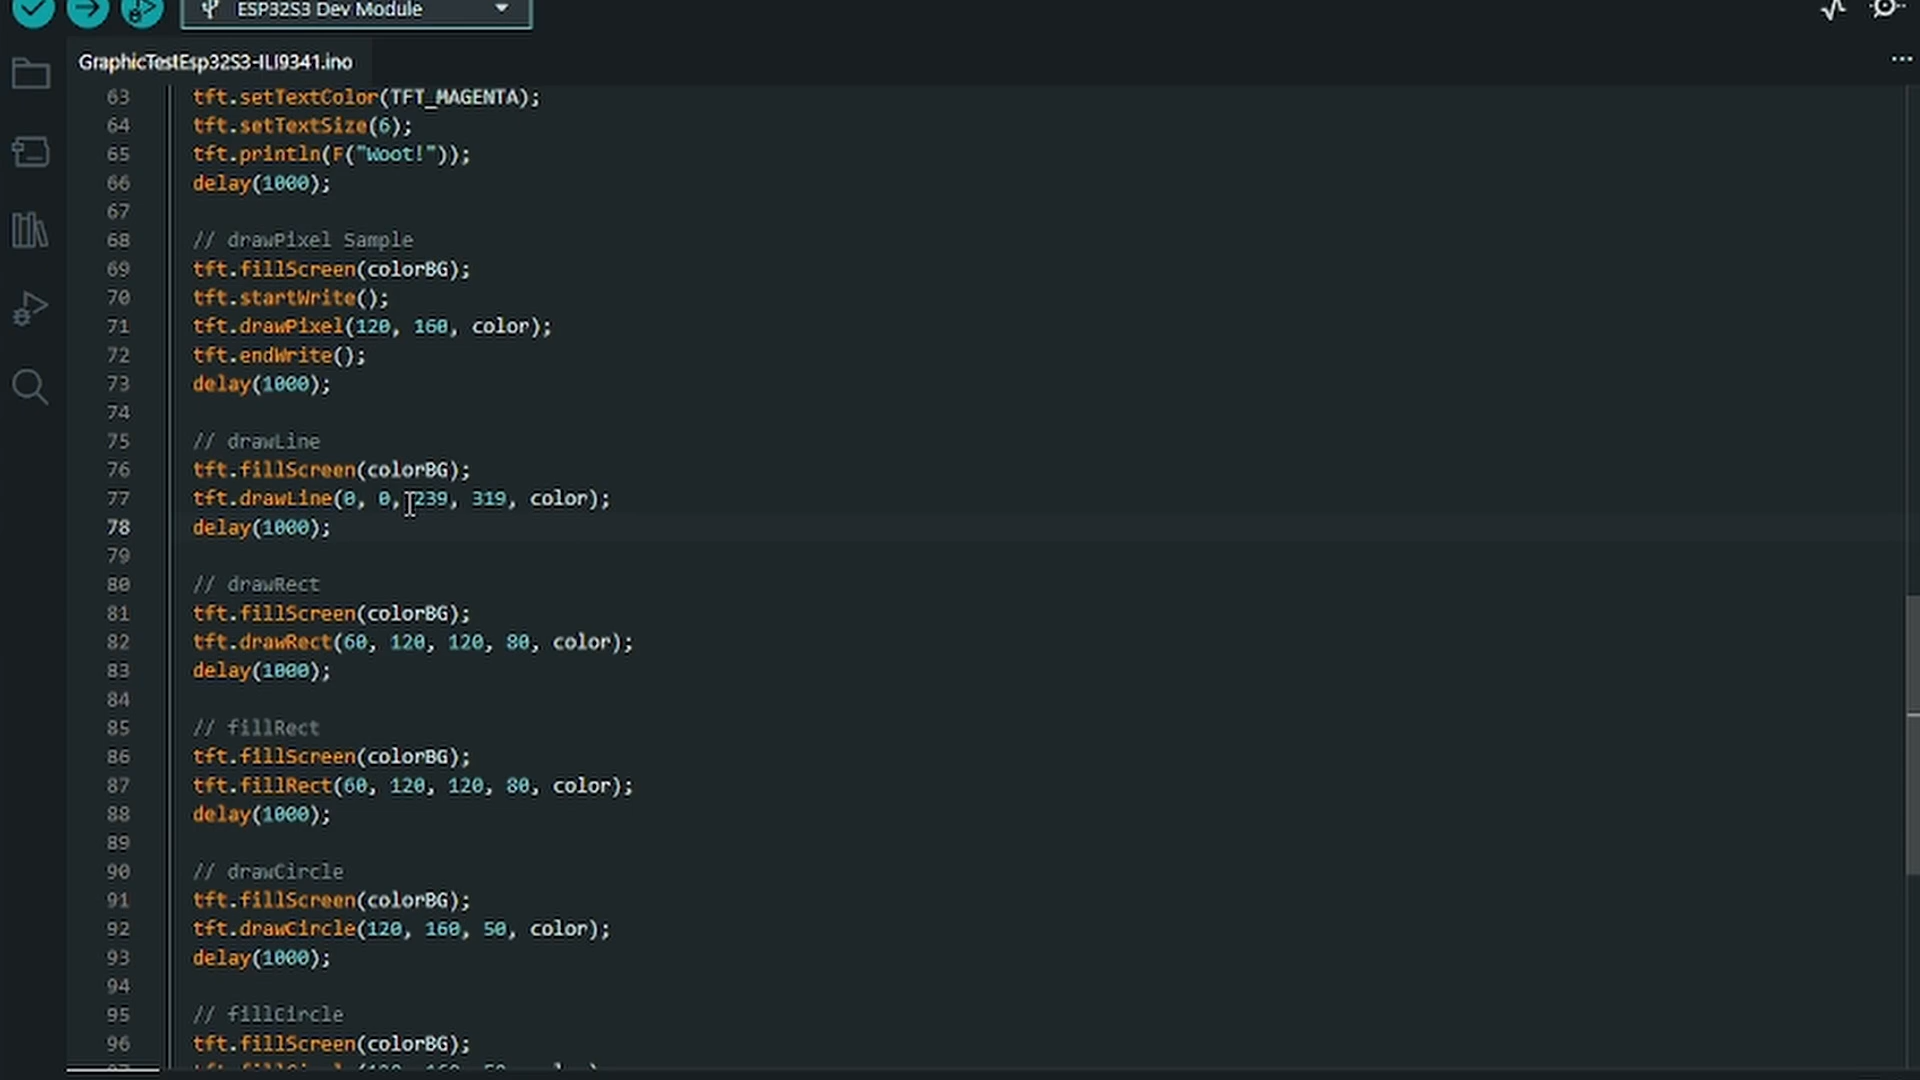 ESP32S3 Dev Module
GraphicTestEsp32S3-ILI9341.ino
63 tft.setTextColor(TFT_MAGENTA);
64 tft.setTextSize(6);
65 tft.println(F("Woot!"));
66 delay(1000);
67
68 // drawPixel Sample
69 tft.fillScreen(colorBG);
70 tft.startWrite();
71 tft.drawPixel(120, 160, color);
72 tft.endWrite();
73 delay(1000);
74
75 // drawLine
76 tft.fillScreen(colorBG);
77 tft.drawLine(0, 0, 239, 319, color);
78 delay(1000);
79
80 // drawRect
81 tft.fillScreen(colorBG);
82 tft.drawRect(60, 120, 120, 80, color);
83 delay(1000);
84
85 // fillRect
86 tft.fillScreen(colorBG);
87 tft.fillRect(60, 120, 120, 80, color);
88 delay(1000);
89
90 // drawCircle
91 tft.fillScreen(colorBG);
92 tft.drawCircle(120, 160, 50, color);
93 delay(1000);
94
95 // fillCircle
96 tft.fillScreen(colorBG);